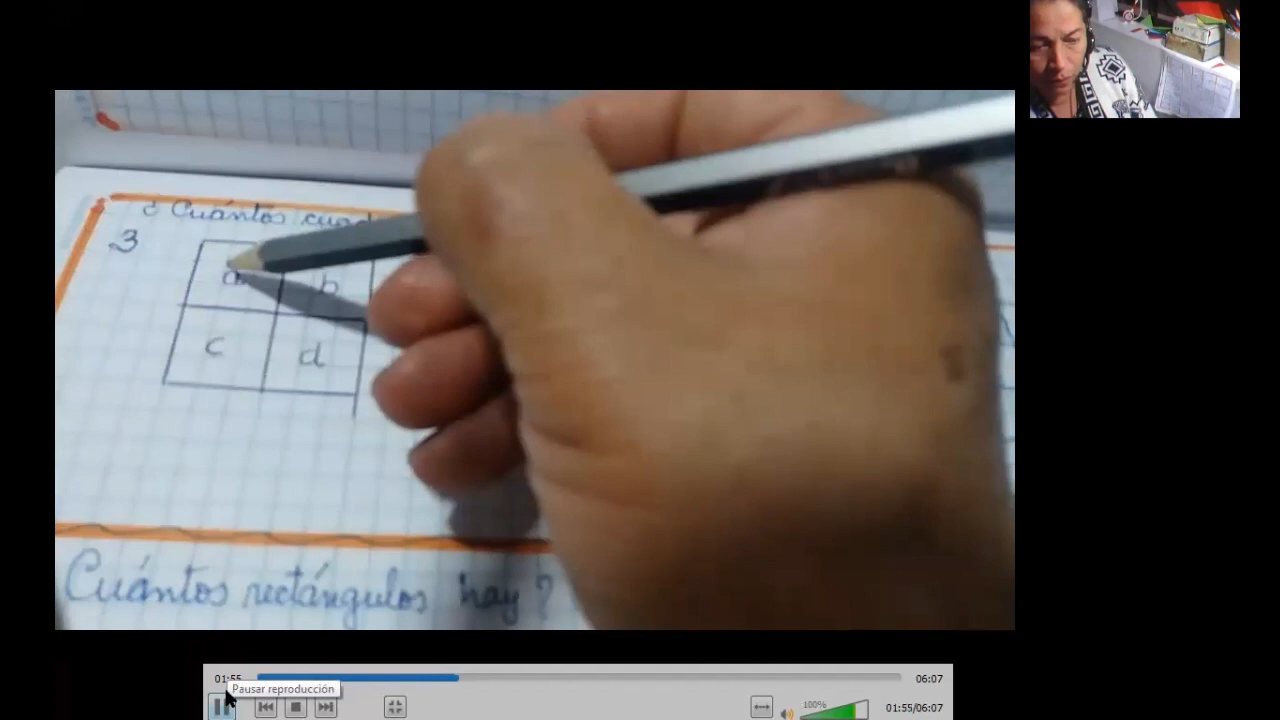 ¿ Cuántos
3
a b
c d
Cuántos rectángulos hay?
01:55
Pausar reproducción
06:07
100%
01:55/06:07